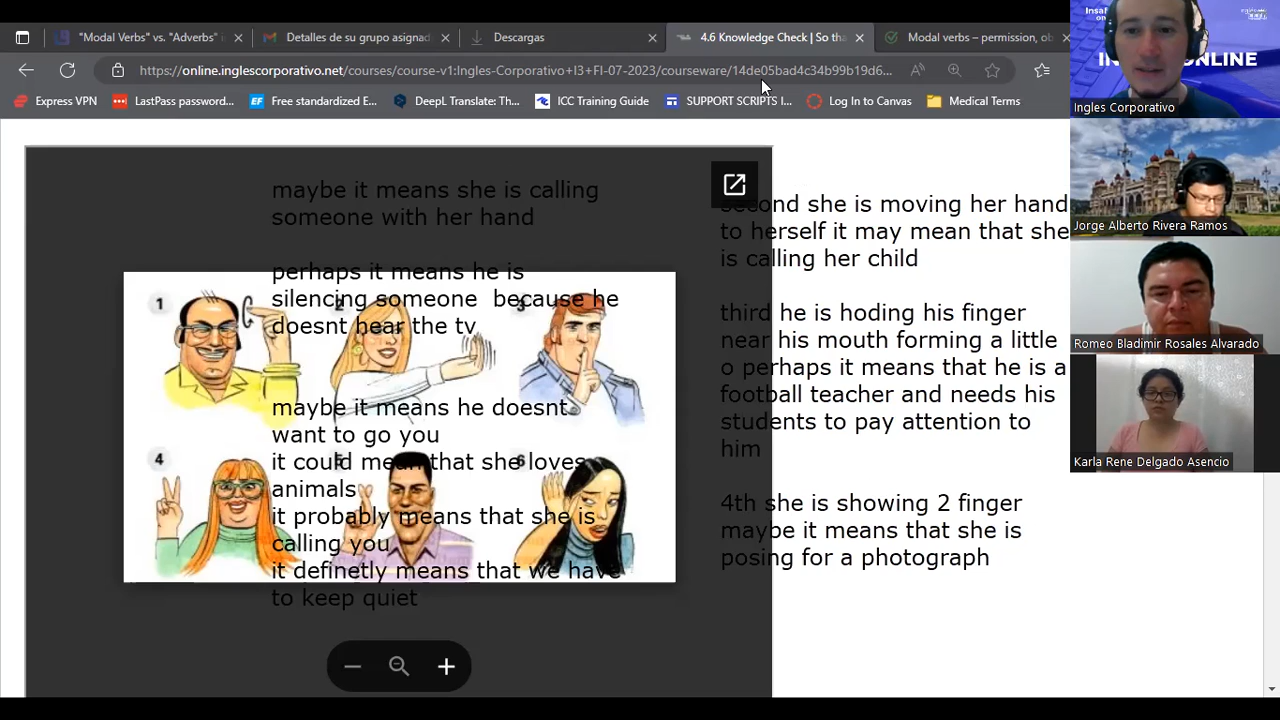 "Modal Verbs" vs. "Adverbs" i
Detalles de su grupo asignad
Descargas
4.6 Knowledge Check | So tha
Modal verbs – permission, ob
https://online.inglescorporativo.net/courses/course-v1:Ingles-Corporativo+I3+FI-07-2023/courseware/14de05bad4c34b99b19d6...
Express VPN
LastPass password...
Free standardized E...
DeepL Translate: Th...
ICC Training Guide
SUPPORT SCRIPTS I...
Log In to Canvas
Medical Terms
maybe it means she is calling
someone with her hand
perhaps it means he is
silencing someone because he
doesnt hear the tv
maybe it means he doesnt
want to go you
it could mean that she loves
animals
it probably means that she is
calling you
it definetly means that we have
to keep quiet
1
2
3
4
5
6
second she is moving her hand
to herself it may mean that she
is calling her child
third he is hoding his finger
near his mouth forming a little
o perhaps it means that he is a
football teacher and needs his
students to pay attention to
him
4th she is showing 2 finger
maybe it means that she is
posing for a photograph
ONLINE
Ingles Corporativo
Jorge Alberto Rivera Ramos
Romeo Bladimir Rosales Alvarado
Karla Rene Delgado Asencio